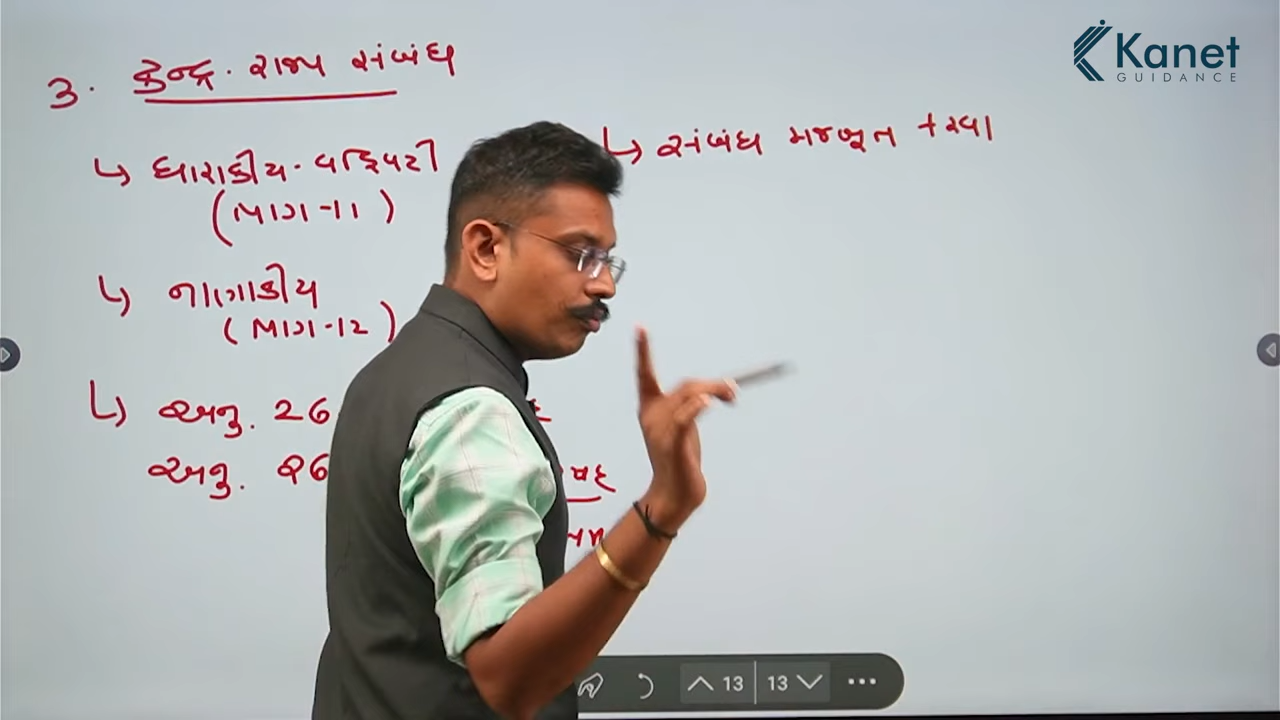 Kanet
GUIDANCE
3. કેન્દ્ર. રાજ્ય સંબંધ
↳ ધારાકીય. વહિવટી
(ભાગ-11)
↳ નાણાકીય
(ભાગ-12)
↳ અનુ. 26
અનુ. 26
↳ સંબંધ મજબૂત કરવા
13 13